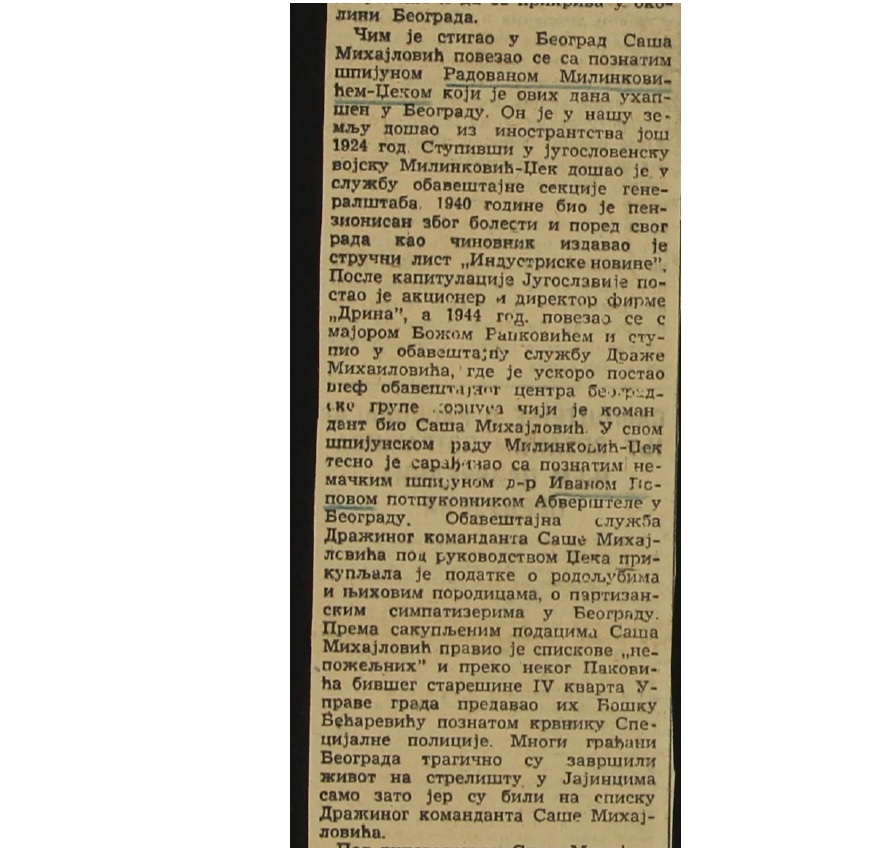 лини Београда.
Чим је стигао у Београд Саша
Михајловић повезао се са познатим
шпијуном Радованом Милинкови-
ћем-Џеком који је ових дана ухап-
шен у Београду. Он је у нашу зе-
мљу дошао из иностранства још
1924 год. Ступивши у југословенску
војску Милинковић-Џек дошао је у
службу обавештајне секције гене-
ралштаба. 1940 године био је пен-
зионисан због болести и поред свог
рада као чиновник издавао је
стручни лист „Индустриске новине”.
После капитулације Југославије по-
стао је акционер и директор фирме
„Дрина”, а 1944 год. повезао се с
мајором Божом Рапковићем и сту-
пио у обавештајну службу Драже
Михаиловића, где је ускоро постао
шеф обавештајног центра београд-
ске групе корпуса чији је коман
дант био Саша Михајловић. У свом
шпијунском раду Милинковић-Џек
тесно је сарађивао са познатим не-
мачким шпијуном д-р Иваном По-
повом потпуковником Абверштеле у
Београду. Обавештајна служба
Дражиног команданта Саше Михај-
ловића под руководством Џека при-
купљала је податке о родољубима
и њиховим породицама, о партизан-
ским симпатизерима у Београду.
Према сакупљеним подацима Саша
Михајловић правио је спискове „не-
пожељних” и преко неког Пакови-
ћа бившег старешине IV кварта У-
праве града предавао их Бошку
Бећаревићу познатом крвнику Спе-
цијалне полиције. Многи грађани
Београда трагично су завршили
живот на стрелишту у Јајинцима
само зато јер су били на списку
Дражиног команданта Саше Михај-
ловића.